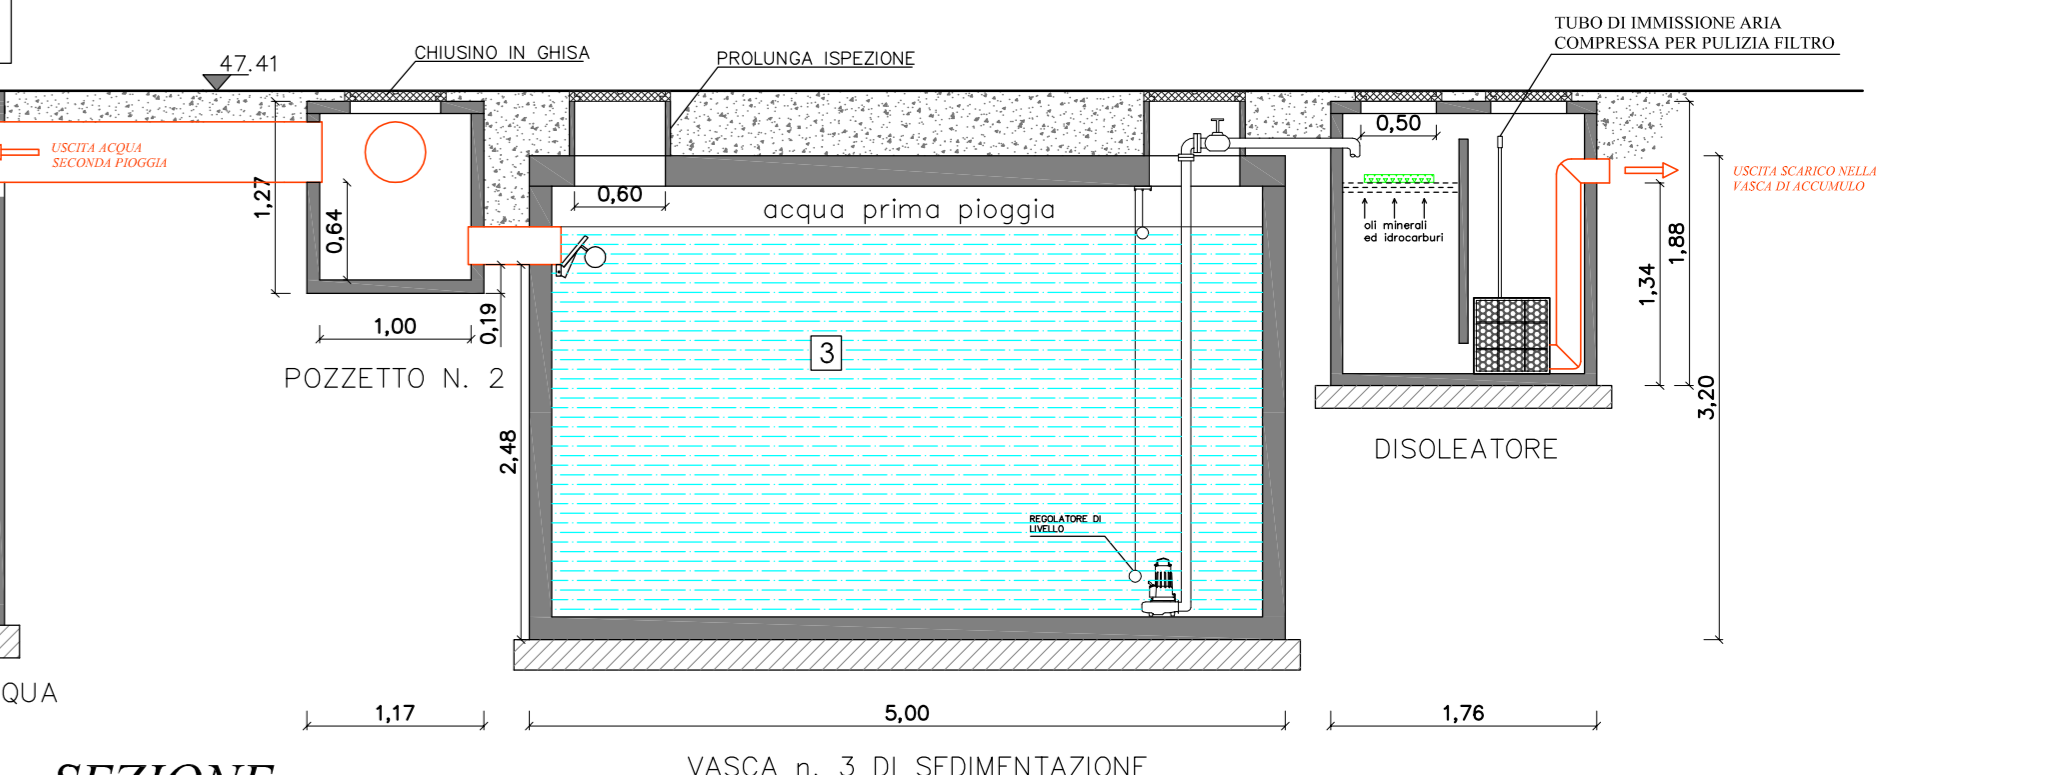 TUBO DI IMMISSIONE ARIA
COMPRESSA PER PULIZIA FILTRO
47.41
CHIUSINO IN GHISA
PROLUNGA ISPEZIONE
USCITA ACQUA
SECONDA PIOGGIA
0,50
USCITA SCARICO NELLA
VASCA DI ACCUMULO
1,27
0,64
0,60
acqua prima pioggia
oli minerali
ed idrocarburi
1,88
1,34
0,19
1,00
3
POZZETTO N. 2
3,20
2,48
DISOLEATORE
REGOLATORE DI
LIVELLO
QUA
1,17
5,00
1,76
VASCA n. 3 DI SEDIMENTAZIONE
SEZIONE